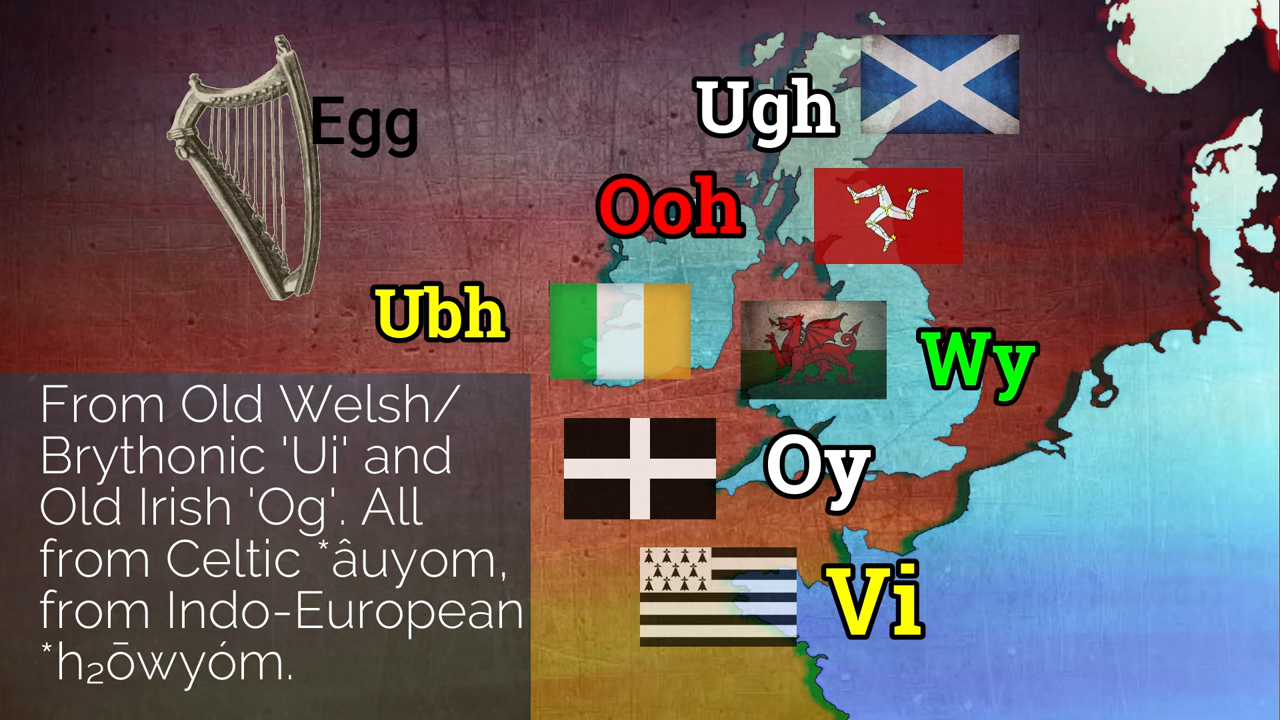 Egg
Ugh
Ooh
Ubh
Wy
Oy
Vi
From Old Welsh/
Brythonic 'Ui' and
Old Irish 'Og'. All
from Celtic *âuyom,
from Indo-European
*h₂ōwyóm.